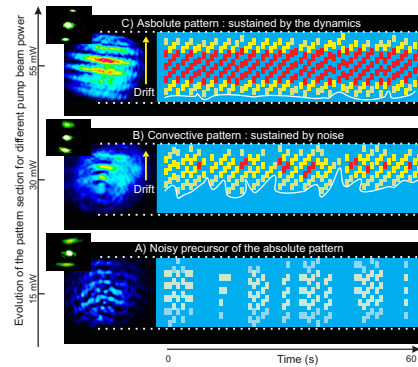 Evolution of the pattern section for different pump beam power
55 mW
30 mW
15 mW
C) Asbolute pattern : sustained by the dynamics
Drift
B) Convective pattern : sustained by noise
Drift
A) Noisy precursor of the absolute pattern
0
Time (s)
60